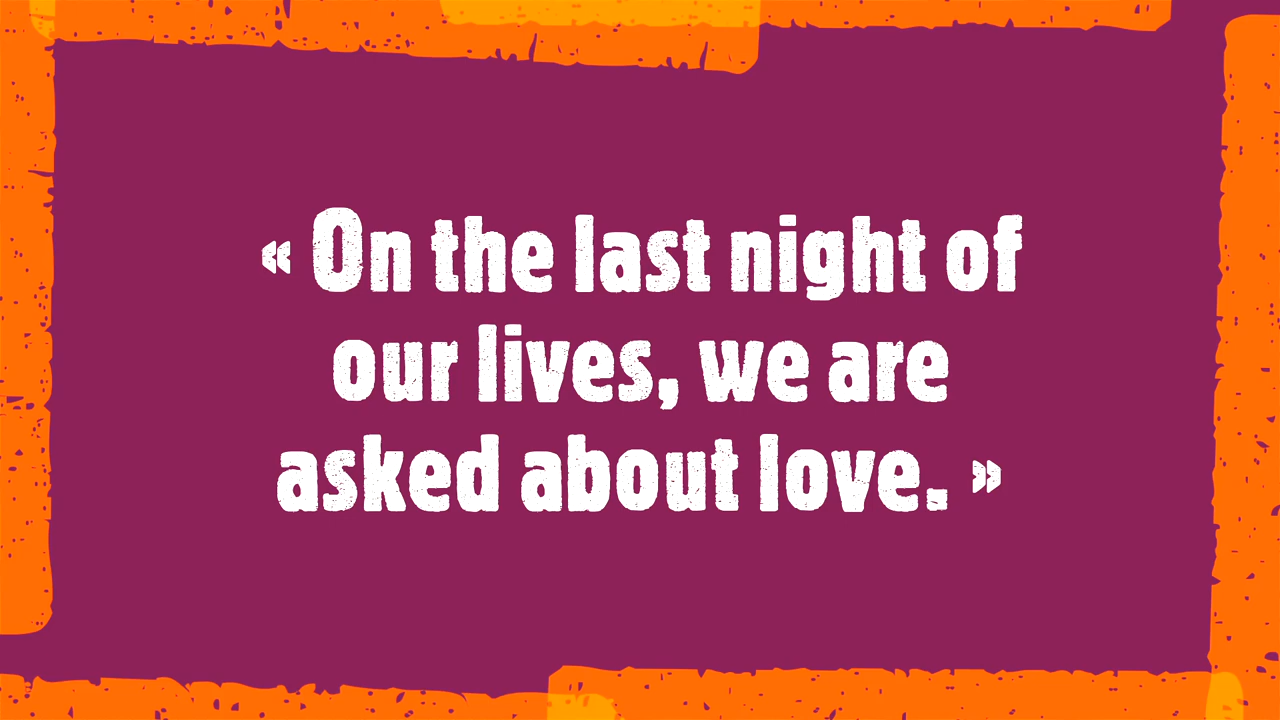 « On the last night of
our lives, we are
asked about love. »